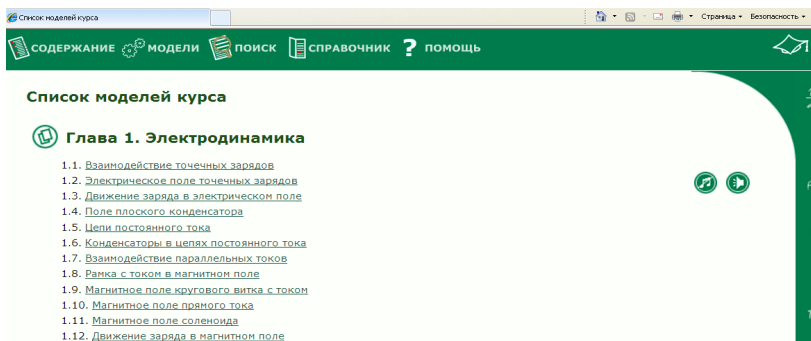 Список моделей курса
Страница Безопасность
СОДЕРЖАНИЕ МОДЕЛИ ПОИСК СПРАВОЧНИК ? ПОМОЩЬ
Список моделей курса
Глава 1. Электродинамика
1.1. Взаимодействие точечных зарядов
1.2. Электрическое поле точечных зарядов
1.3. Движение заряда в электрическом поле
1.4. Поле плоского конденсатора
1.5. Цепи постоянного тока
1.6. Конденсаторы в цепях постоянного тока
1.7. Взаимодействие параллельных токов
1.8. Рамка с током в магнитном поле
1.9. Магнитное поле кругового витка с током
1.10. Магнитное поле прямого тока
1.11. Магнитное поле соленоида
1.12. Движение заряда в магнитном поле